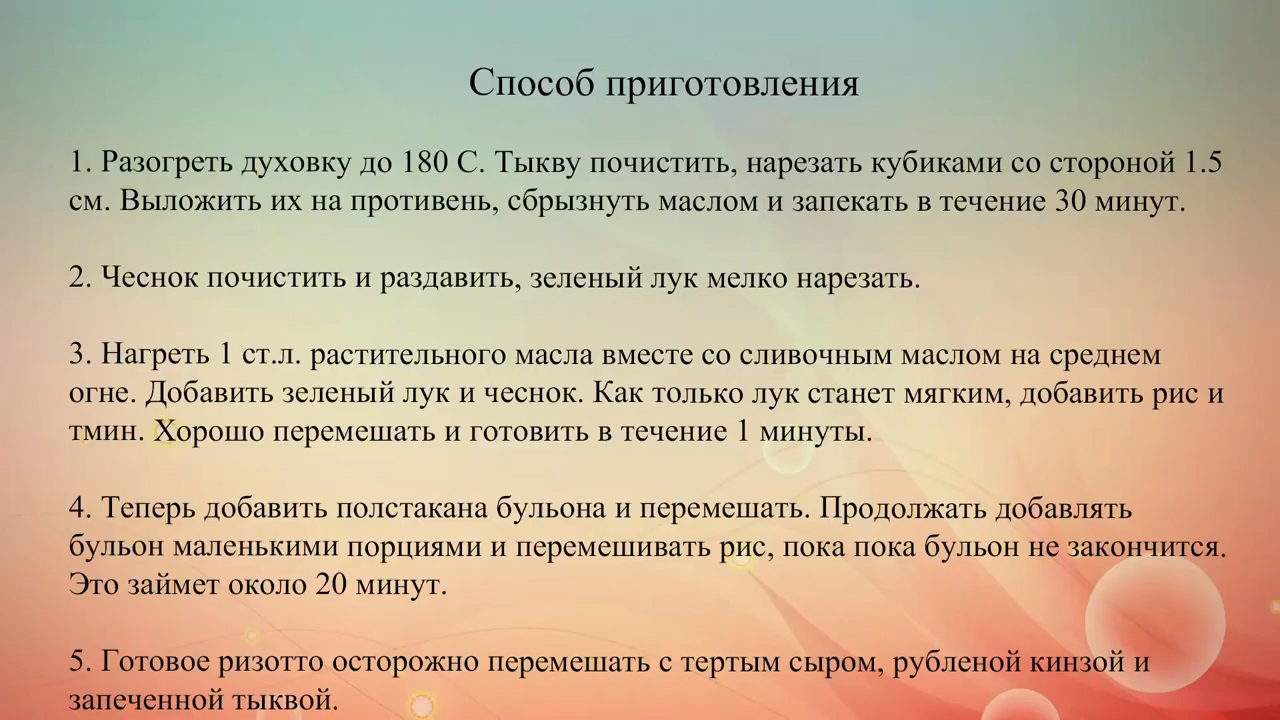 Способ приготовления
1. Разогреть духовку до 180 С. Тыкву почистить, нарезать кубиками со стороной 1.5
см. Выложить их на противень, сбрызнуть маслом и запекать в течение 30 минут.
2. Чеснок почистить и раздавить, зеленый лук мелко нарезать.
3. Нагреть 1 ст.л. растительного масла вместе со сливочным маслом на среднем
огне. Добавить зеленый лук и чеснок. Как только лук станет мягким, добавить рис и
тмин. Хорошо перемешать и готовить в течение 1 минуты.
4. Теперь добавить полстакана бульона и перемешать. Продолжать добавлять
бульон маленькими порциями и перемешивать рис, пока пока бульон не закончится.
Это займет около 20 минут.
5. Готовое ризотто осторожно перемешать с тертым сыром, рубленой кинзой и
запеченной тыквой.